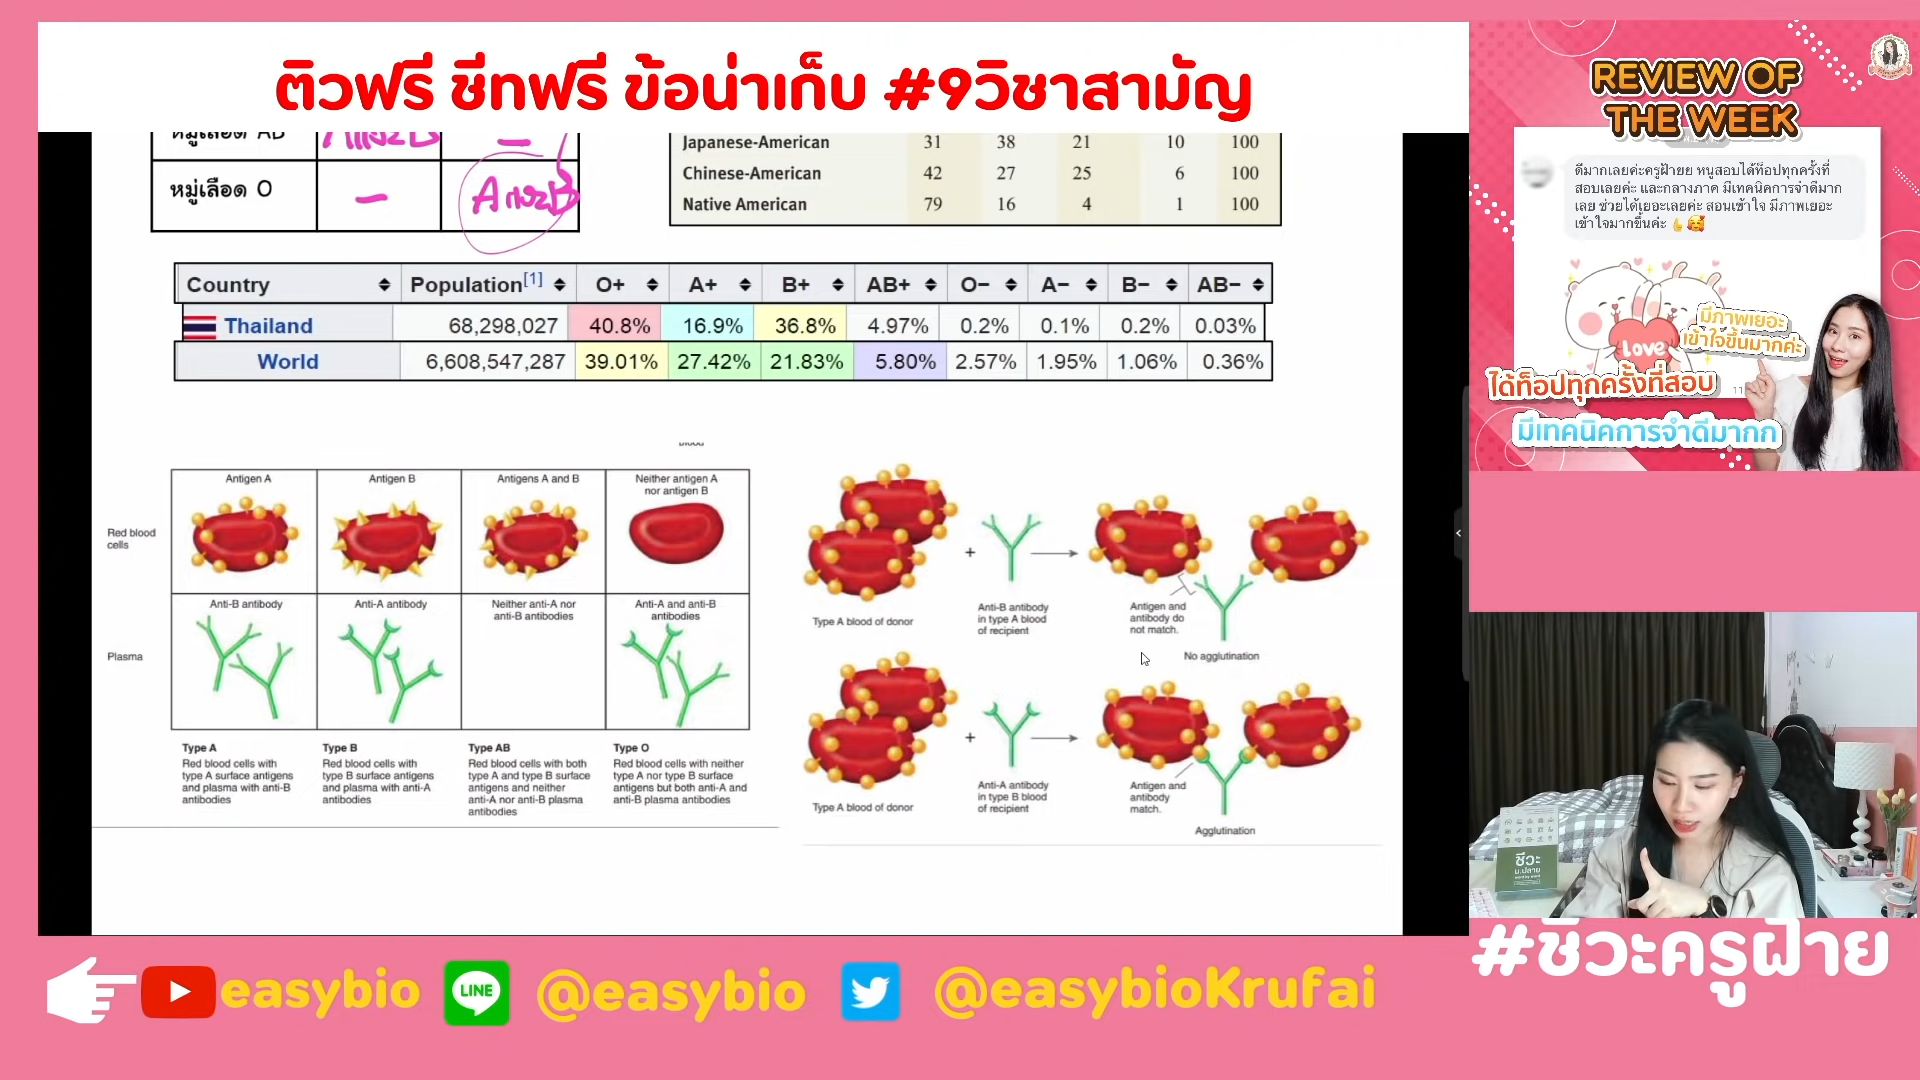 ติวฟรี ชีทฟรี ข้อน่าเก็บ #9วิชาสามัญ
หมู่เลือด AB AและB –
หมู่เลือด O – AและB
Japanese-American 31 38 21 10 100
Chinese-American 42 27 25 6 100
Native American 79 16 4 1 100
Country Population[1] O+ A+ B+ AB+ O− A− B− AB−
Thailand 68,298,027 40.8% 16.9% 36.8% 4.97% 0.2% 0.1% 0.2% 0.03%
World 6,608,547,287 39.01% 27.42% 21.83% 5.80% 2.57% 1.95% 1.06% 0.36%
Antigen A
Antigen B
Antigens A and B
Neither antigen A
nor antigen B
Red blood
cells
Anti-B antibody
Anti-A antibody
Neither anti-A nor
anti-B antibodies
Anti-A and anti-B
antibodies
Plasma
Type A
Red blood cells with
type A surface antigens
and plasma with anti-B
antibodies
Type B
Red blood cells with
type B surface antigens
and plasma with anti-A
antibodies
Type AB
Red blood cells with both
type A and type B surface
antigens and neither
anti-A nor anti-B plasma
antibodies
Type O
Red blood cells with neither
type A nor type B surface
antigens but both anti-A and
anti-B plasma antibodies
+
Type A blood of donor
Anti-B antibody
in type A blood
of recipient
Antigen and
antibody do
not match.
No agglutination
+
Type A blood of donor
Anti-A antibody
in type B blood
of recipient
Antigen and
antibody
match.
Agglutination
REVIEW OF
THE WEEK
ดีมากเลยค่ะครูฝ้ายย หนูสอบได้ท็อปทุกครั้งที่
สอบเลยค่ะ และกลางภาค มีเทคนิคการจำดีมาก
เลย ช่วยได้เยอะเลยค่ะ สอนเข้าใจ มีภาพเยอะ
เข้าใจมากขึ้นค่ะ 👍🥰
มีภาพเยอะ
เข้าใจขึ้นมากค่ะ
Love
ได้ท็อปทุกครั้งที่สอบ
มีเทคนิคการจำดีมากก
ชีวะ
ม.ปลาย
#ชีวะครูฝ้าย
easybio
LINE
@easybio
@easybioKrufai